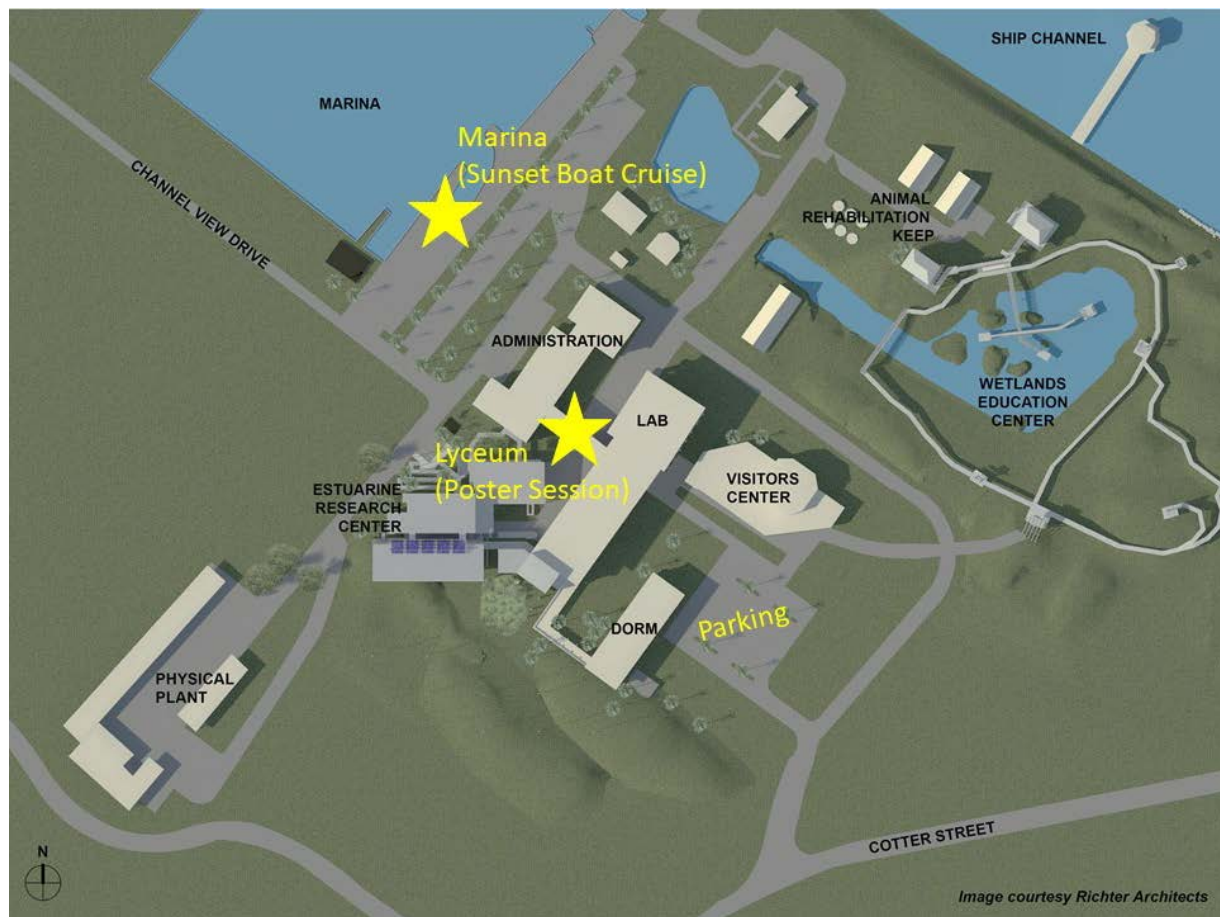 SHIP CHANNEL
MARINA
Marina
(Sunset Boat Cruise)
CHANNEL VIEW DRIVE
ANIMAL
REHABILITATION
KEEP
ADMINISTRATION
WETLANDS
EDUCATION
CENTER
LAB
Lyceum
(Poster Session)
VISITORS
CENTER
ESTUARINE
RESEARCH
CENTER
DORM
Parking
PHYSICAL
PLANT
COTTER STREET
N
Image courtesy Richter Architects